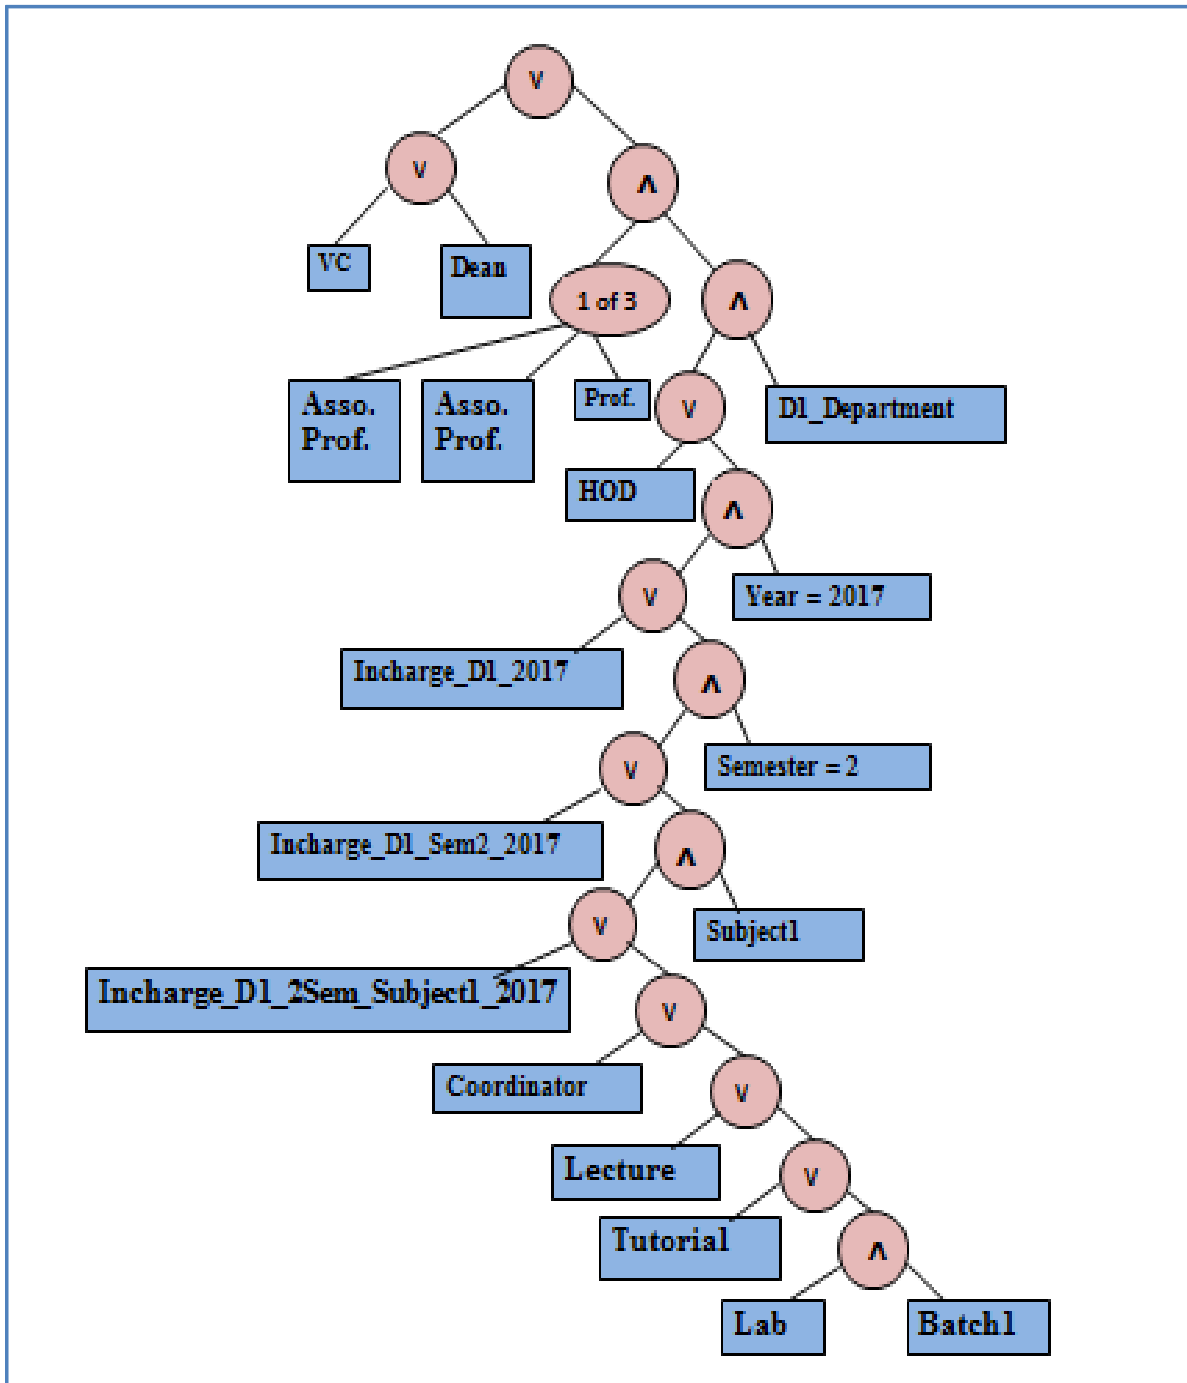 V
V
Λ
VC
Dean
1 of 3
Λ
Asso.
Prof.
Asso.
Prof.
Prof.
V
D1_Department
HOD
Λ
V
Year = 2017
Incharge_D1_2017
Λ
V
Semester = 2
Incharge_D1_Sem2_2017
Λ
V
Subject1
Incharge_D1_2Sem_Subject1_2017
V
Coordinator
V
Lecture
V
Tutorial
Λ
Lab
Batch1